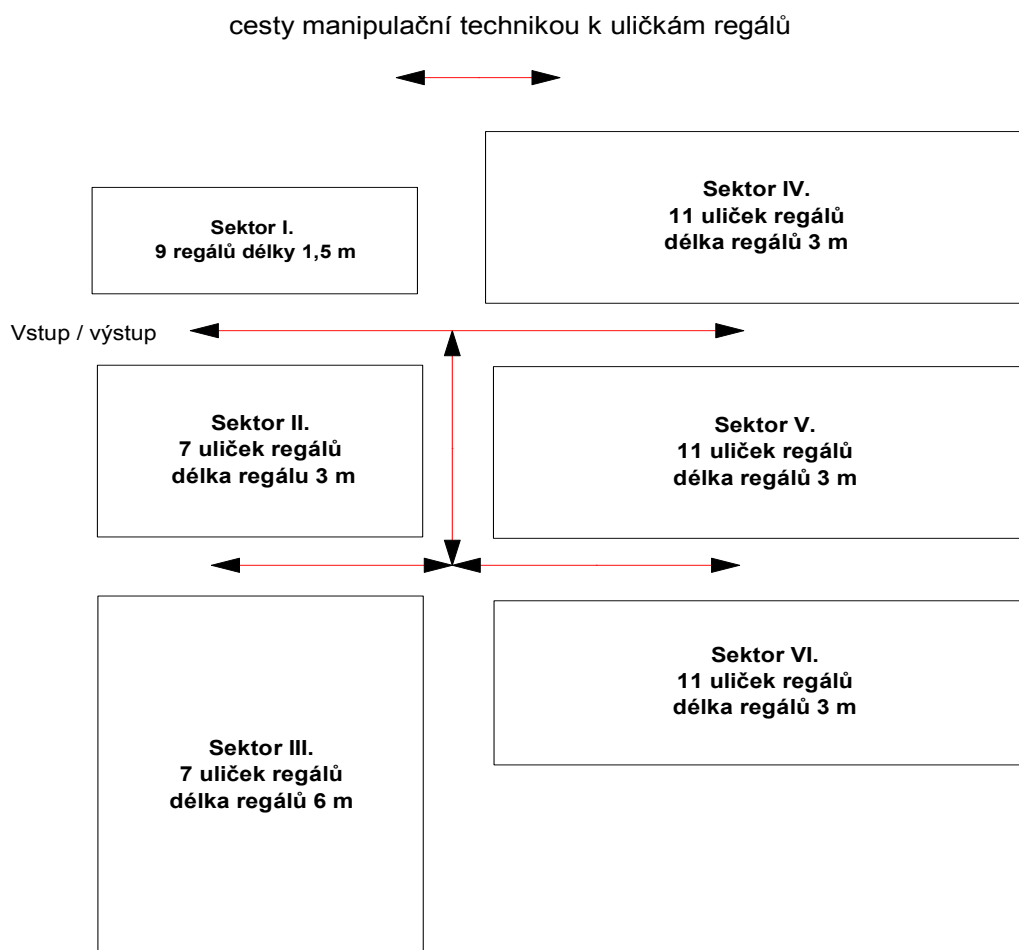 cesty manipulační technikou k uličkám regálů
Sektor I.
9 regálů délky 1,5 m
Sektor IV.
11 uliček regálů
délka regálů 3 m
Vstup / výstup
Sektor II.
7 uliček regálů
délka regálu 3 m
Sektor V.
11 uliček regálů
délka regálů 3 m
Sektor III.
7 uliček regálů
délka regálů 6 m
Sektor VI.
11 uliček regálů
délka regálů 3 m